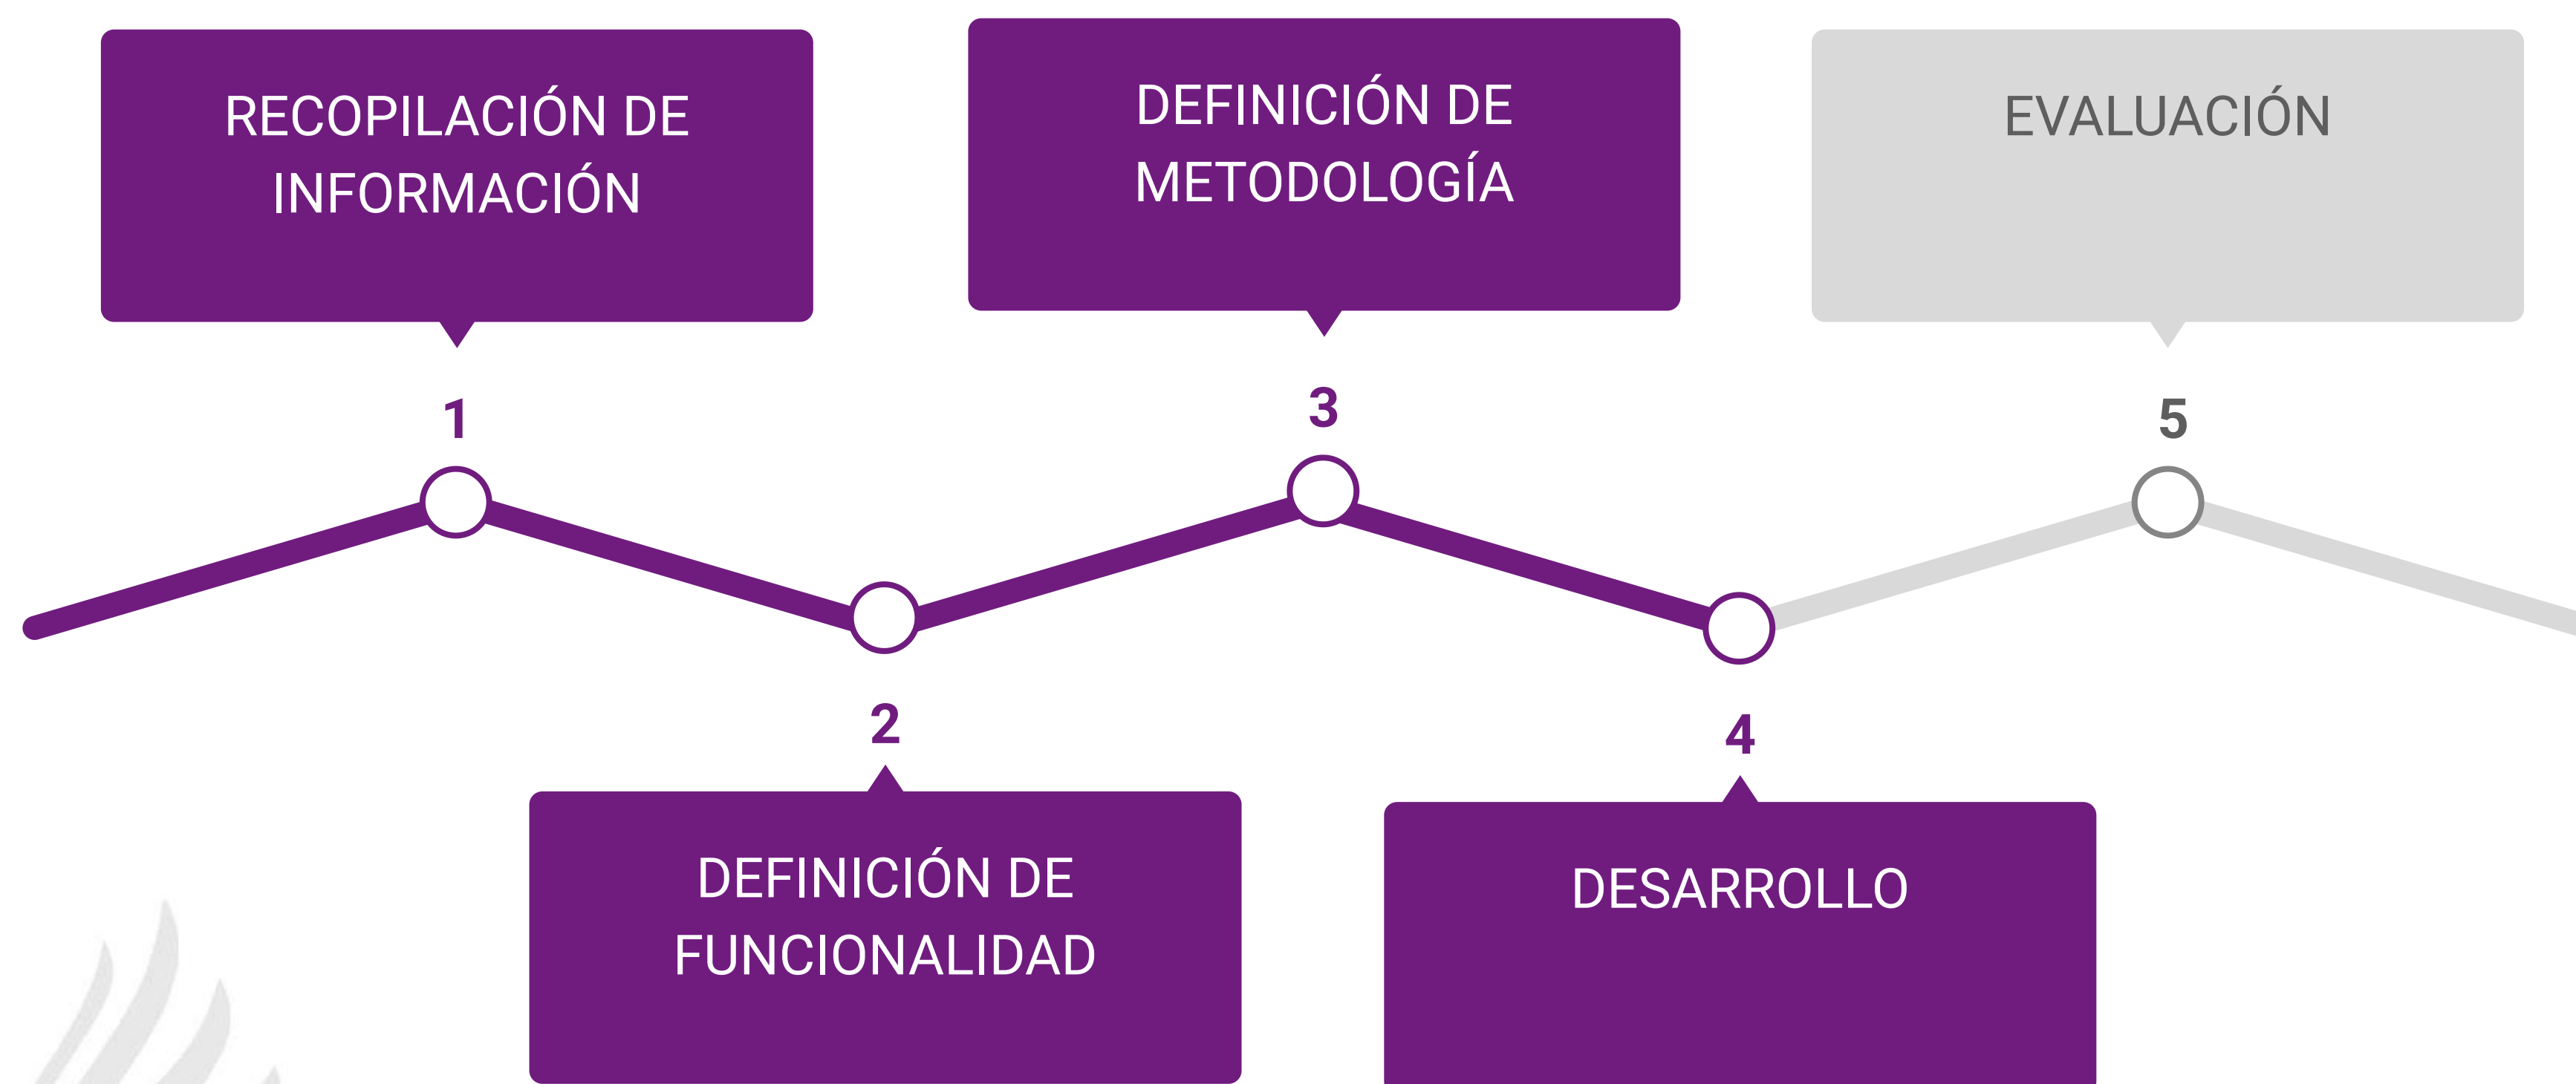 RECOPILACIÓN DE
INFORMACIÓN
1
2
DEFINICIÓN DE
FUNCIONALIDAD
DEFINICIÓN DE
METODOLOGÍA
3
4
DESARROLLO
EVALUACIÓN
5